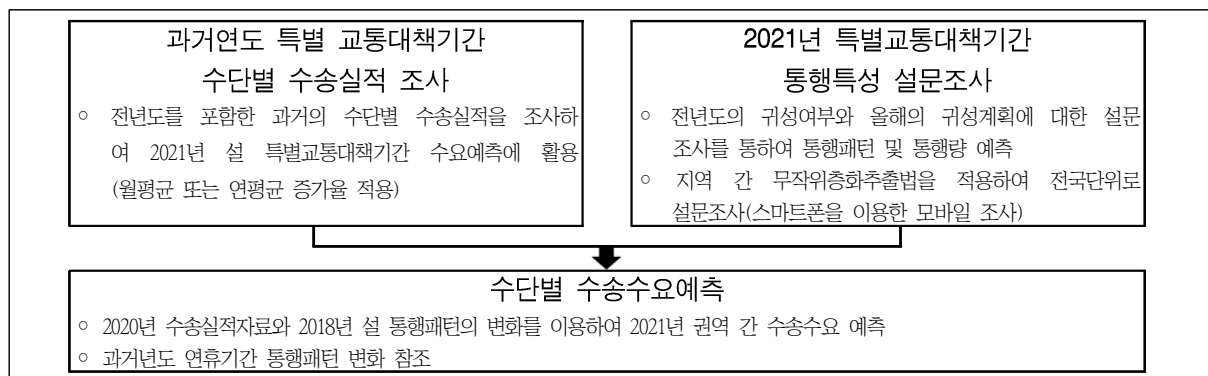 과거연도 특별 교통대책기간
수단별 수송실적 조사
○ 전년도를 포함한 과거의 수단별 수송실적을 조사하
여 2021년 설 특별교통대책기간 수요예측에 활용
(월평균 또는 연평균 증가율 적용)
2021년 특별교통대책기간
통행특성 설문조사
○ 전년도의 귀성여부와 올해의 귀성계획에 대한 설문
조사를 통하여 통행패턴 및 통행량 예측
○ 지역 간 무작위층화추출법을 적용하여 전국단위로
설문조사(스마트폰을 이용한 모바일 조사)
수단별 수송수요예측
○ 2020년 수송실적자료와 2018년 설 통행패턴의 변화를 이용하여 2021년 권역 간 수송수요 예측
○ 과거년도 연휴기간 통행패턴 변화 참조